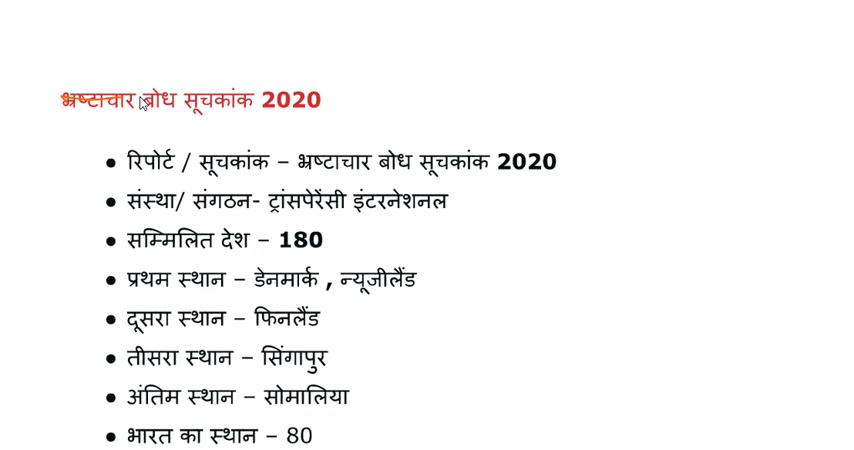 भ्रष्टाचार बोध सूचकांक 2020
● रिपोर्ट / सूचकांक – भ्रष्टाचार बोध सूचकांक 2020
● संस्था/ संगठन- ट्रांसपेरेंसी इंटरनेशनल
● सम्मिलित देश – 180
● प्रथम स्थान – डेनमार्क , न्यूजीलैंड
● दूसरा स्थान – फिनलैंड
● तीसरा स्थान – सिंगापुर
● अंतिम स्थान – सोमालिया
● भारत का स्थान – 80